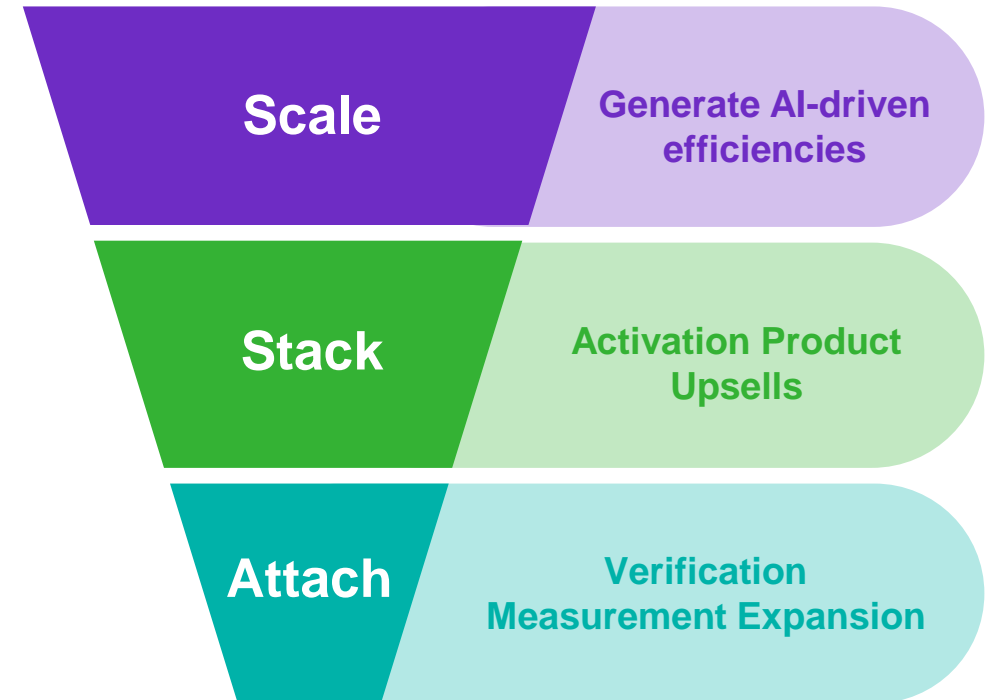 Scale
Generate AI-driven
efficiencies
Stack
Activation Product
Upsells
Attach
Verification
Measurement Expansion